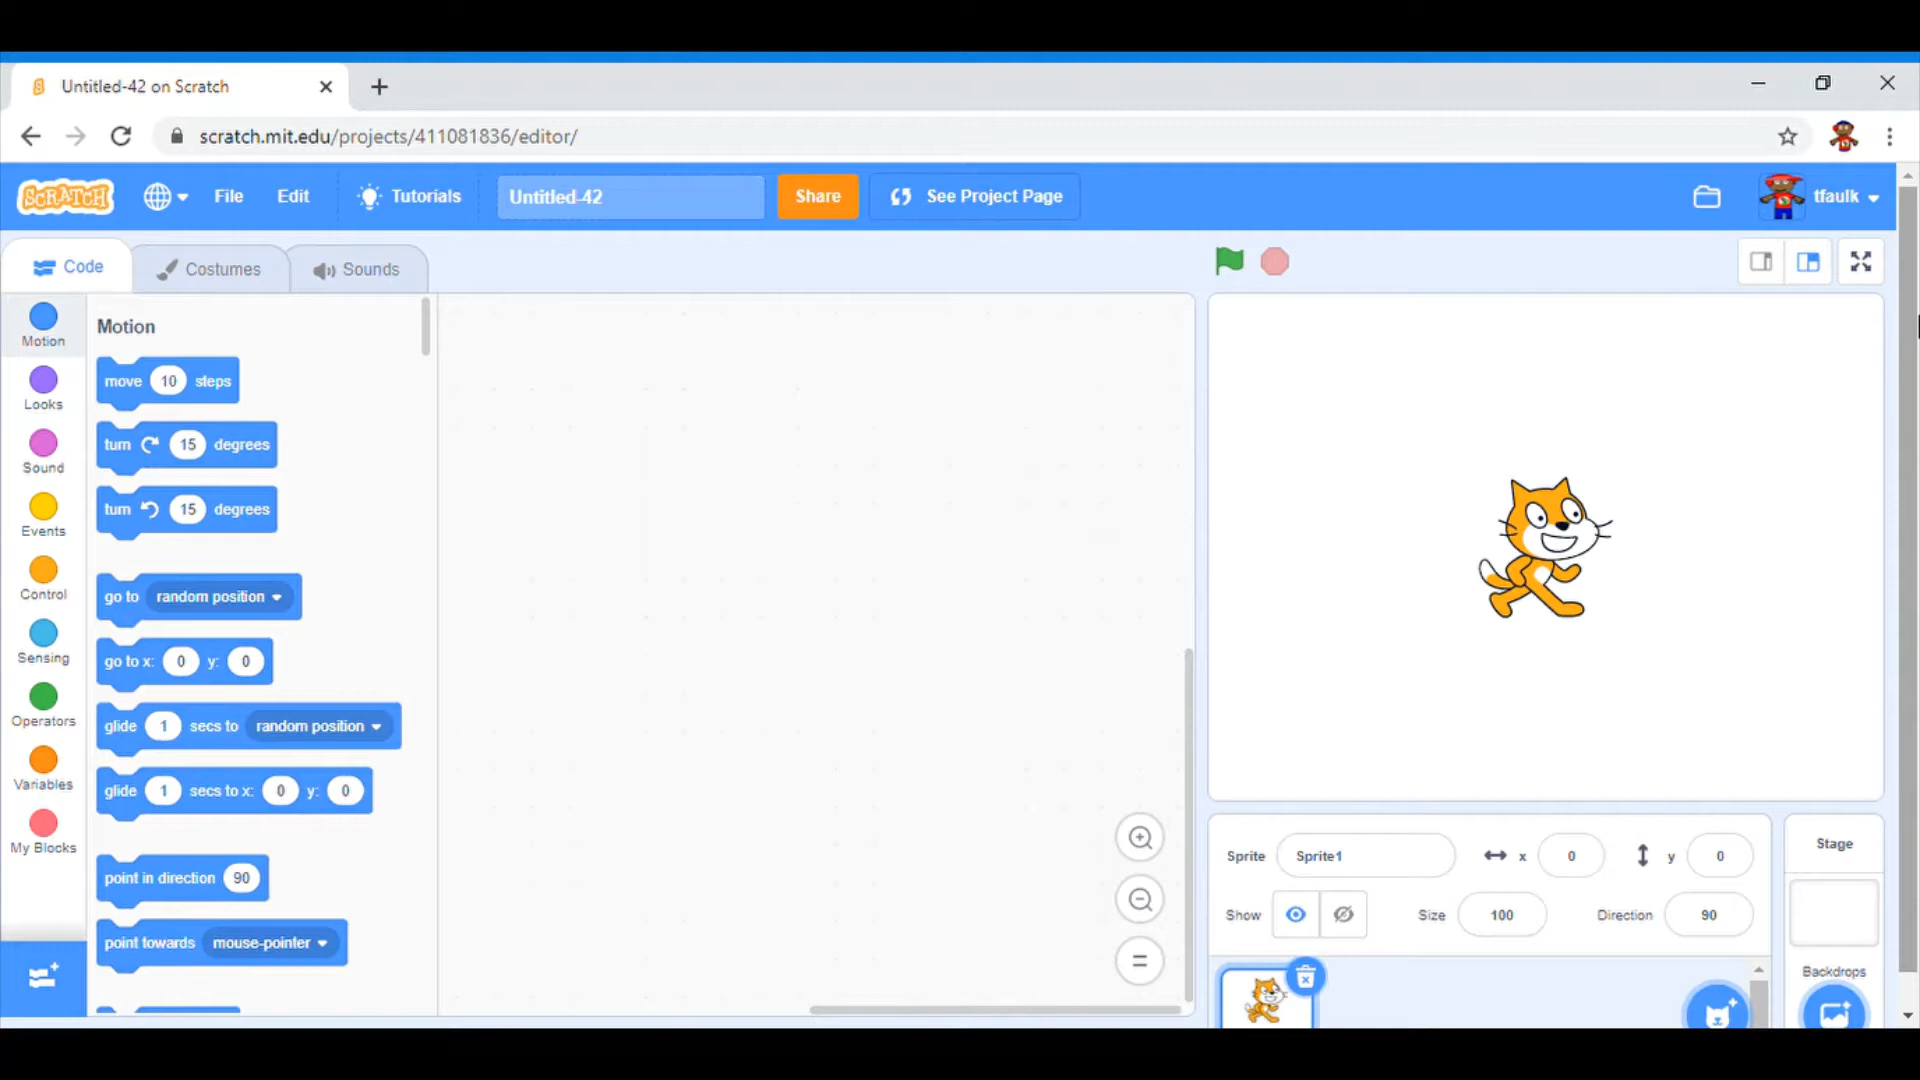 Untitled-42 on Scratch
scratch.mit.edu/projects/411081836/editor/
SCRATCH File Edit Tutorials Untitled-42 Share See Project Page tfaulk
Code Costumes Sounds
Motion
Looks
Sound
Events
Control
Sensing
Operators
Variables
My Blocks
Motion
move 10 steps
turn 15 degrees
turn 15 degrees
go to random position
go to x: 0 y: 0
glide 1 secs to random position
glide 1 secs to x: 0 y: 0
point in direction 90
point towards mouse-pointer
Sprite Sprite1 x 0 y 0
Show Size 100 Direction 90
Stage
Backdrops